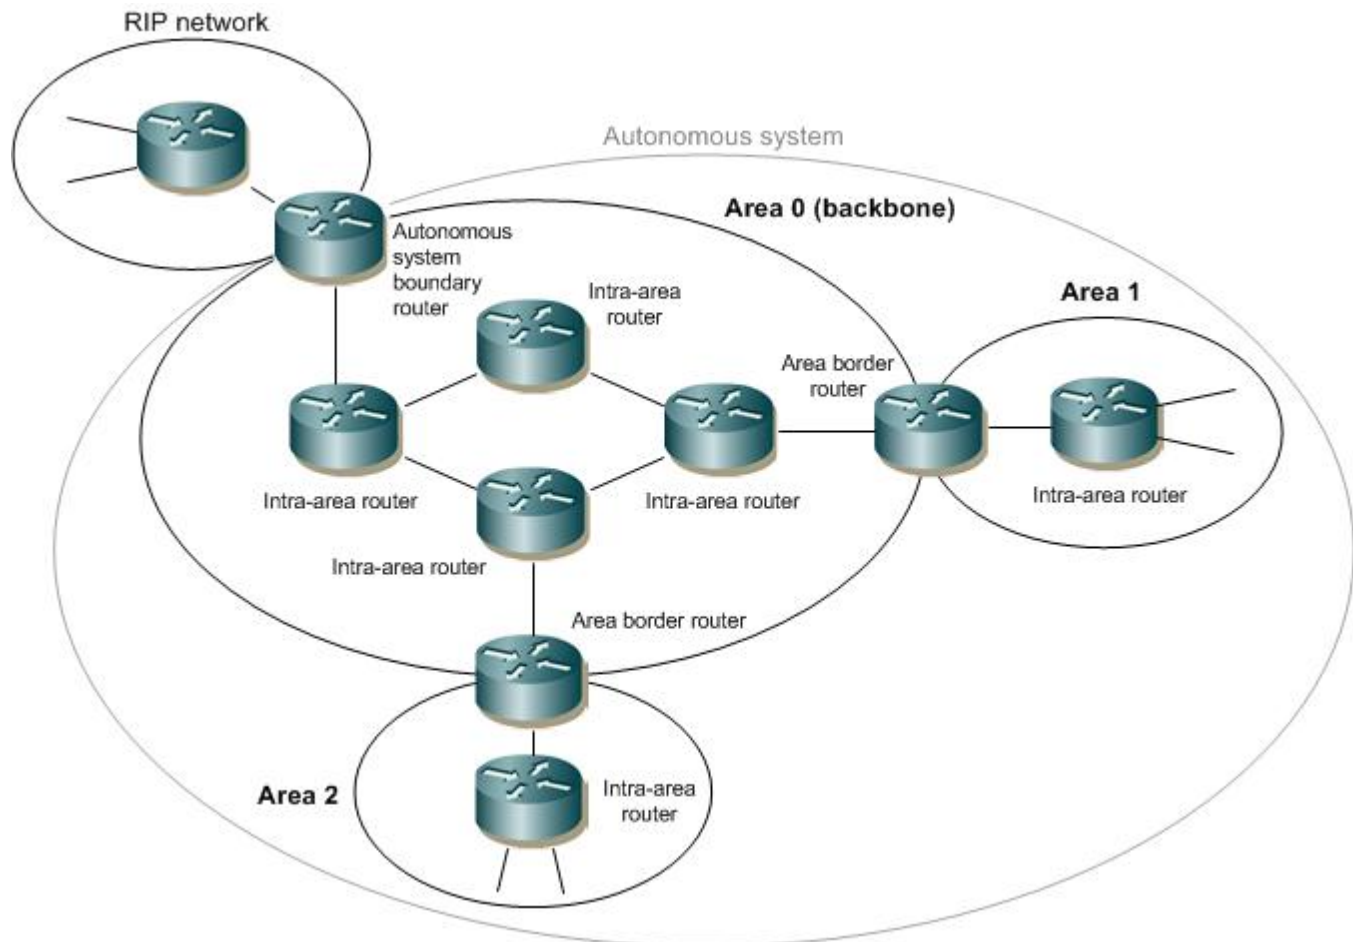 RIP network
Autonomous system
Area 0 (backbone)
Autonomous
system
boundary
router
Intra-area
router
Area 1
Area border
router
Intra-area router
Intra-area router
Intra-area router
Intra-area router
Area border router
Area 2
Intra-area
router